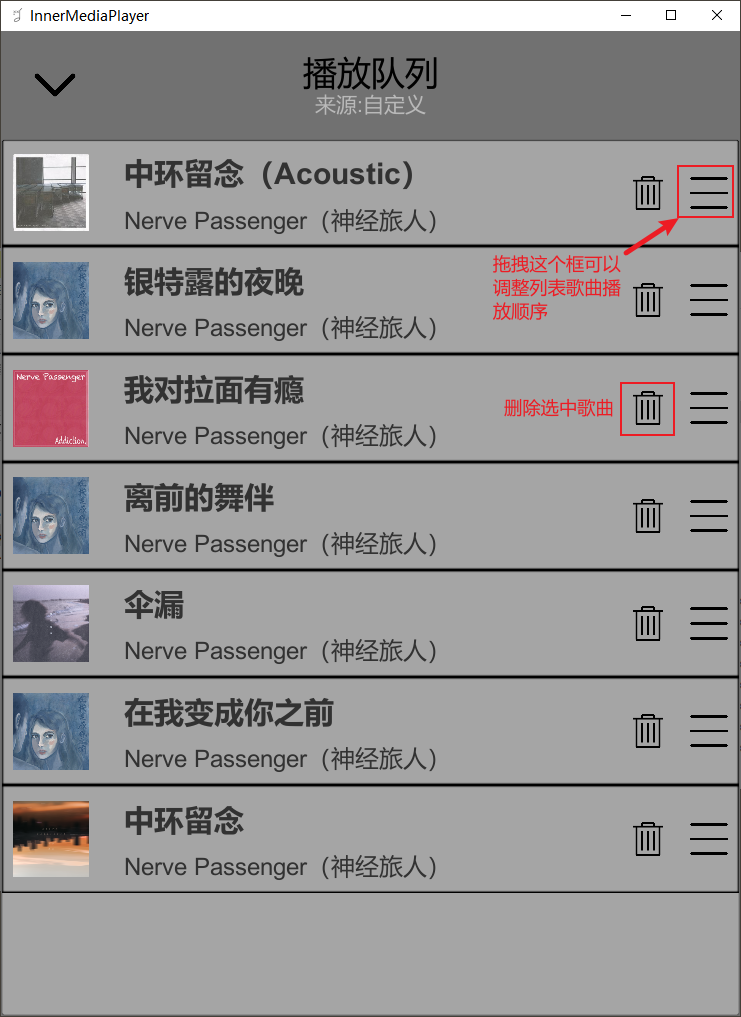 InnerMediaPlayer
播放队列
来源:自定义
中环留念（Acoustic）
Nerve Passenger（神经旅人）
拖拽这个框可以
调整列表歌曲播
放顺序
银特露的夜晚
Nerve Passenger（神经旅人）
Nerve Passenger
Addiction.
我对拉面有瘾
Nerve Passenger（神经旅人）
删除选中歌曲
离前的舞伴
Nerve Passenger（神经旅人）
伞漏
Nerve Passenger（神经旅人）
在我变成你之前
Nerve Passenger（神经旅人）
中环留念
Nerve Passenger（神经旅人）